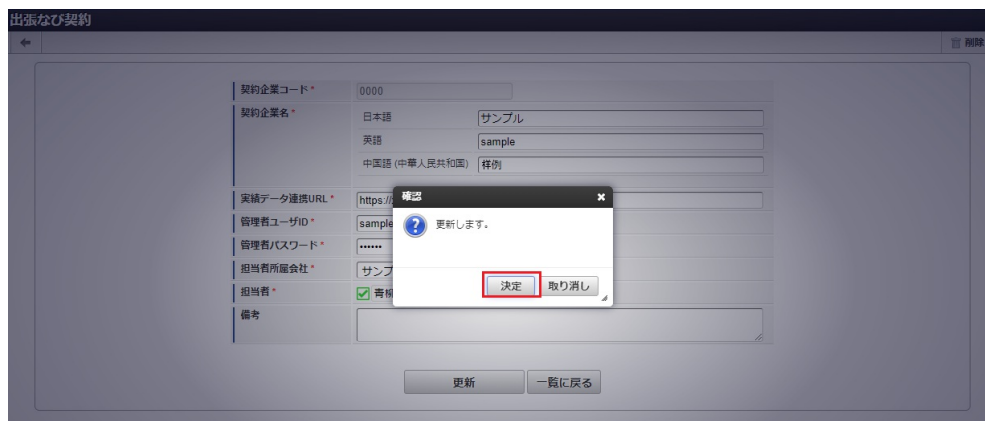 出張なび契約
削除
契約企業コード*
0000
契約企業名*
日本語
サンプル
英語
sample
中国語 (中華人民共和国)
祥例
実績データ連携URL*
https://
管理者ユーザID*
sample
管理者パスワード*
••••••
担当者所属会社*
サンプ
担当者*
青柳
備考
確認
更新します。
決定
取り消し
更新
一覧に戻る